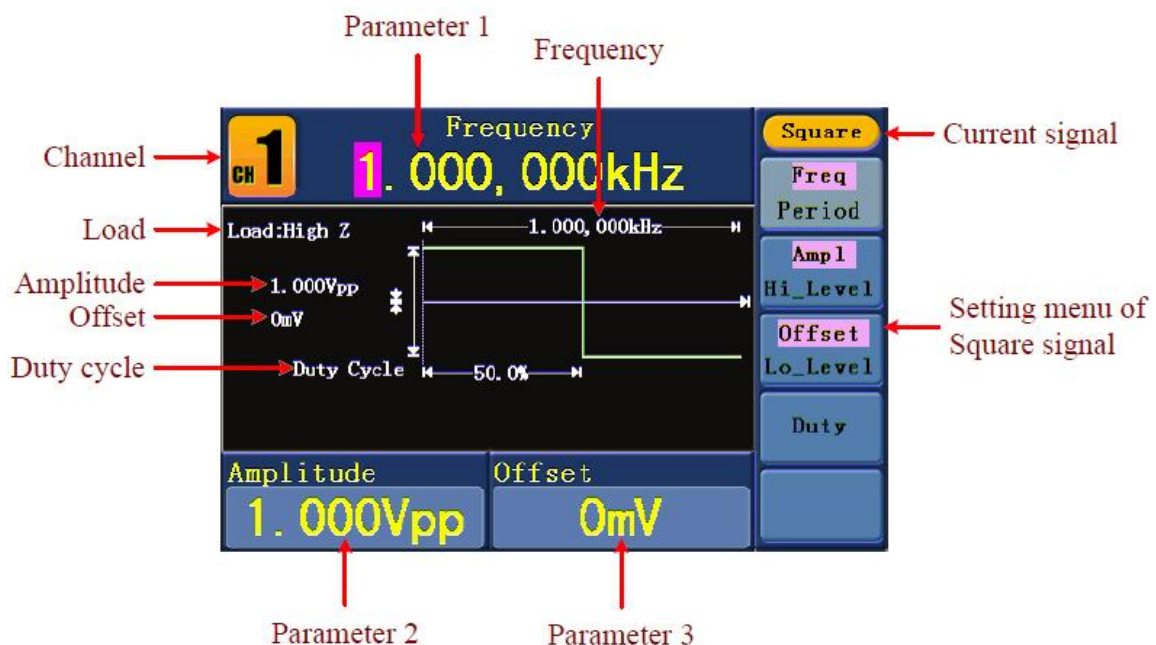 Parameter 1
Frequency
Channel
CH 1
Frequency
1. 000, 000kHz
Square
Current signal
Freq
Period
Load
Load:High Z
1. 000, 000kHz
Ampl
Hi_Level
Amplitude
1. 000Vpp
Offset
0mV
Offset
Lo_Level
Setting menu of
Square signal
Duty cycle
Duty Cycle
50. 0%
Duty
Amplitude
1. 000Vpp
Offset
0mV
Parameter 2
Parameter 3